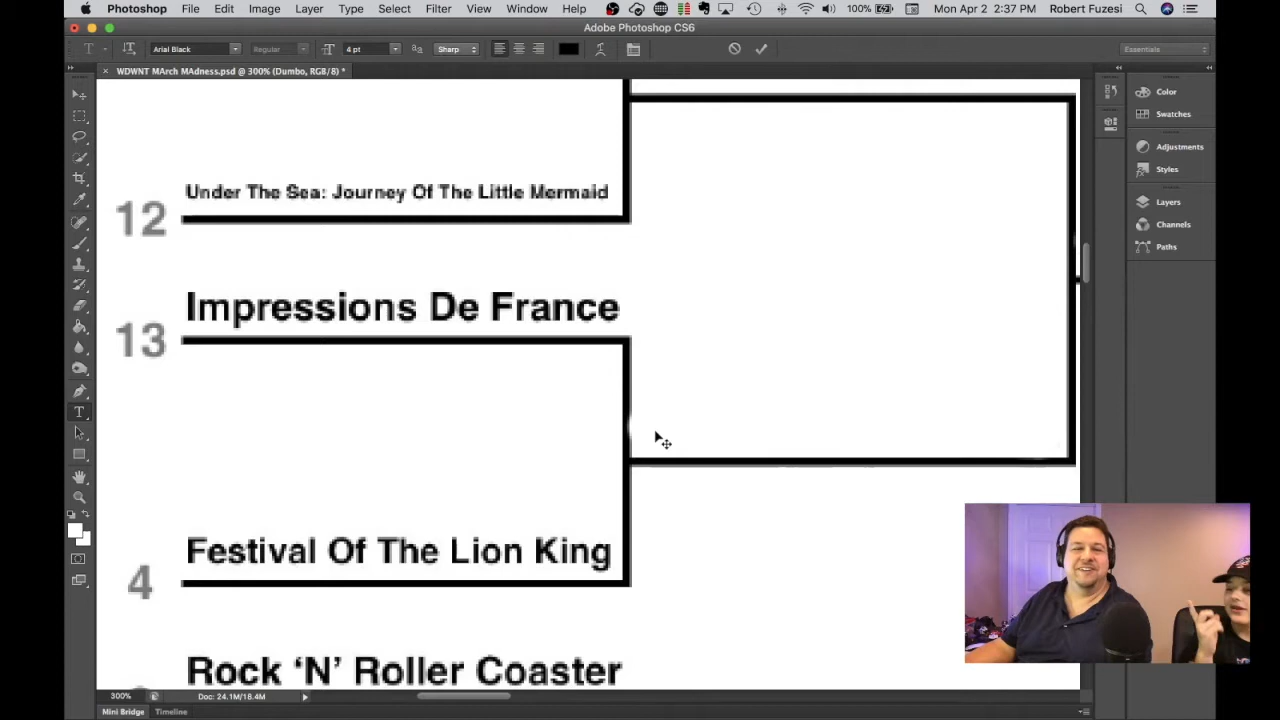 Photoshop File Edit Image Layer Type Select Filter View Window Help 100% Mon Apr 2 2:37 PM Robert Fuzesi
Adobe Photoshop CS6
T Arial Black Regular 4 pt Sharp Essentials
WDWNT MArch MAdness.psd @ 300% (Dumbo, RGB/8) *
Color
Swatches
Adjustments
Styles
Layers
Channels
Paths
Under The Sea: Journey Of The Little Mermaid
12
Impressions De France
13
Festival Of The Lion King
4
Rock ‘N’ Roller Coaster
300% Doc: 24.1M/18.4M
Mini Bridge Timeline